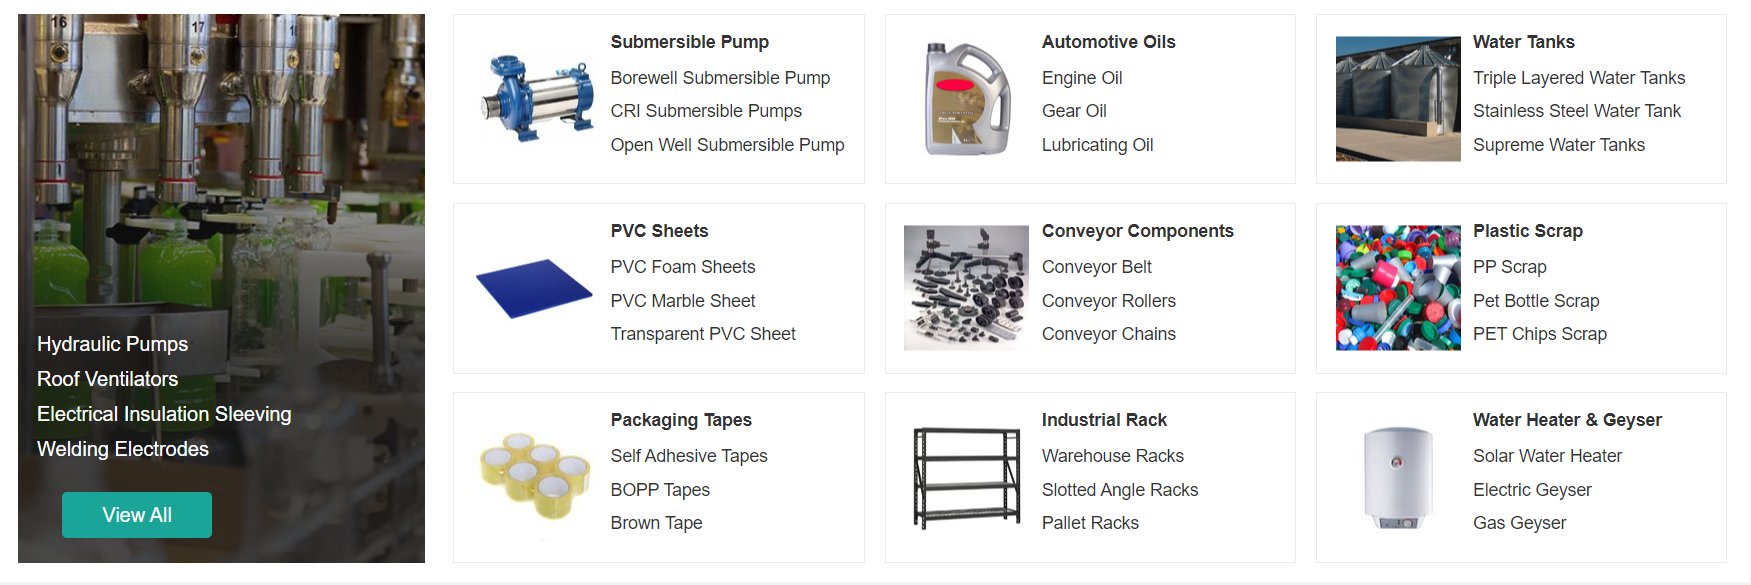 16
17
Hydraulic Pumps
Roof Ventilators
Electrical Insulation Sleeving
Welding Electrodes
View All
Submersible Pump
Borewell Submersible Pump
CRI Submersible Pumps
Open Well Submersible Pump
Automotive Oils
Engine Oil
Gear Oil
Lubricating Oil
Water Tanks
Triple Layered Water Tanks
Stainless Steel Water Tank
Supreme Water Tanks
PVC Sheets
PVC Foam Sheets
PVC Marble Sheet
Transparent PVC Sheet
Conveyor Components
Conveyor Belt
Conveyor Rollers
Conveyor Chains
Plastic Scrap
PP Scrap
Pet Bottle Scrap
PET Chips Scrap
Packaging Tapes
Self Adhesive Tapes
BOPP Tapes
Brown Tape
Industrial Rack
Warehouse Racks
Slotted Angle Racks
Pallet Racks
Water Heater & Geyser
Solar Water Heater
Electric Geyser
Gas Geyser